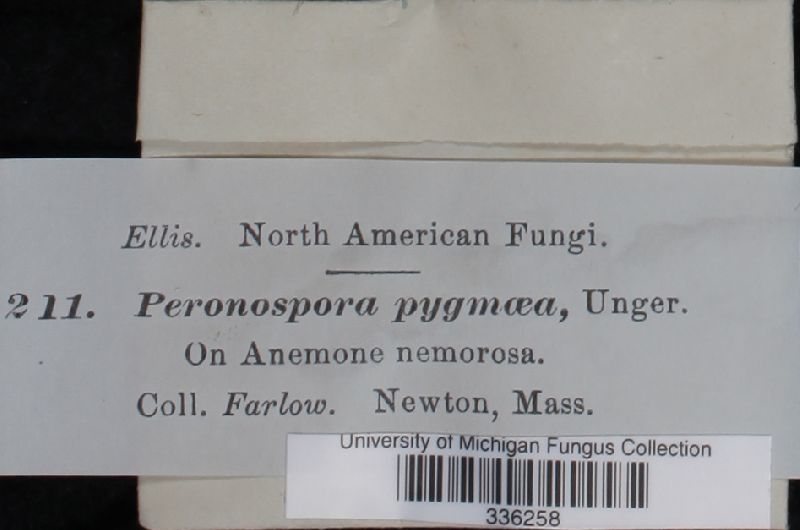 Ellis. North American Fungi.
211. Peronospora pygmæa, Unger.
On Anemone nemorosa.
Coll. Farlow. Newton, Mass.
University of Michigan Fungus Collection
336258